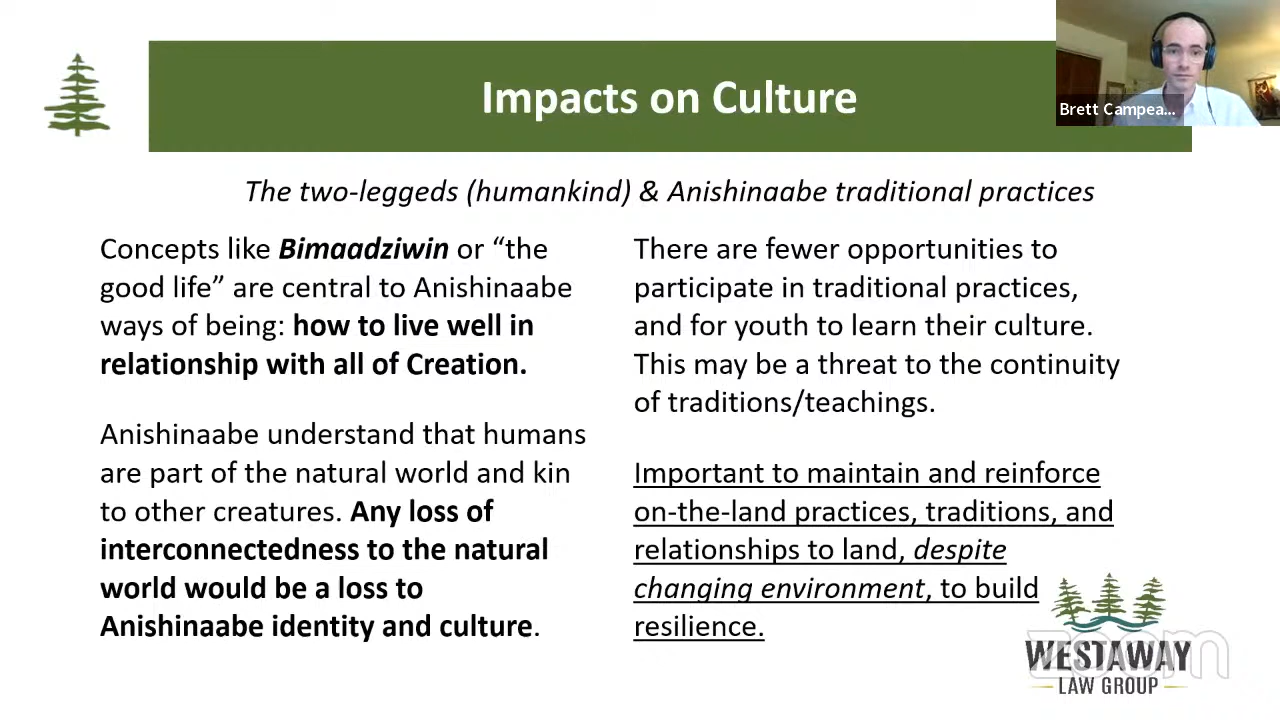 Impacts on Culture
Brett Campea...
The two-leggeds (humankind) & Anishinaabe traditional practices
Concepts like Bimaadziwin or “the
good life” are central to Anishinaabe
ways of being: how to live well in
relationship with all of Creation.
Anishinaabe understand that humans
are part of the natural world and kin
to other creatures. Any loss of
interconnectedness to the natural
world would be a loss to
Anishinaabe identity and culture.
There are fewer opportunities to
participate in traditional practices,
and for youth to learn their culture.
This may be a threat to the continuity
of traditions/teachings.
Important to maintain and reinforce
on-the-land practices, traditions, and
relationships to land, despite
changing environment, to build
resilience.
WESTAWAY
LAW GROUP
zoom